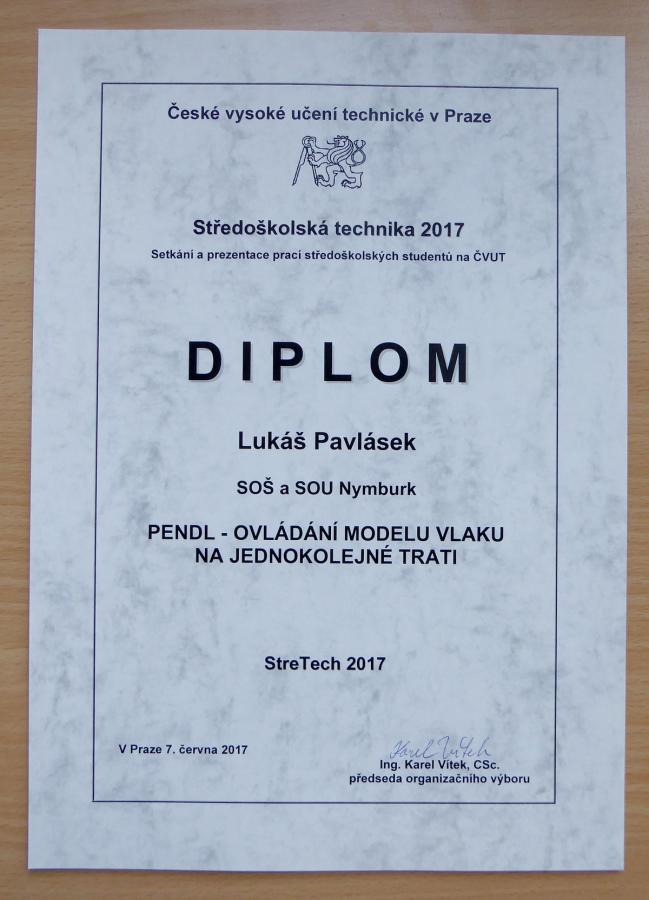 České vysoké učení technické v Praze
Středoškolská technika 2017
Setkání a prezentace prací středoškolských studentů na ČVUT
DIPLOM
Lukáš Pavlásek
SOŠ a SOU Nymburk
PENDL - OVLÁDÁNÍ MODELU VLAKU
NA JEDNOKOLEJNÉ TRATI
StreTech 2017
V Praze 7. června 2017
Karel Vítek
Ing. Karel Vítek, CSc.
předseda organizačního výboru